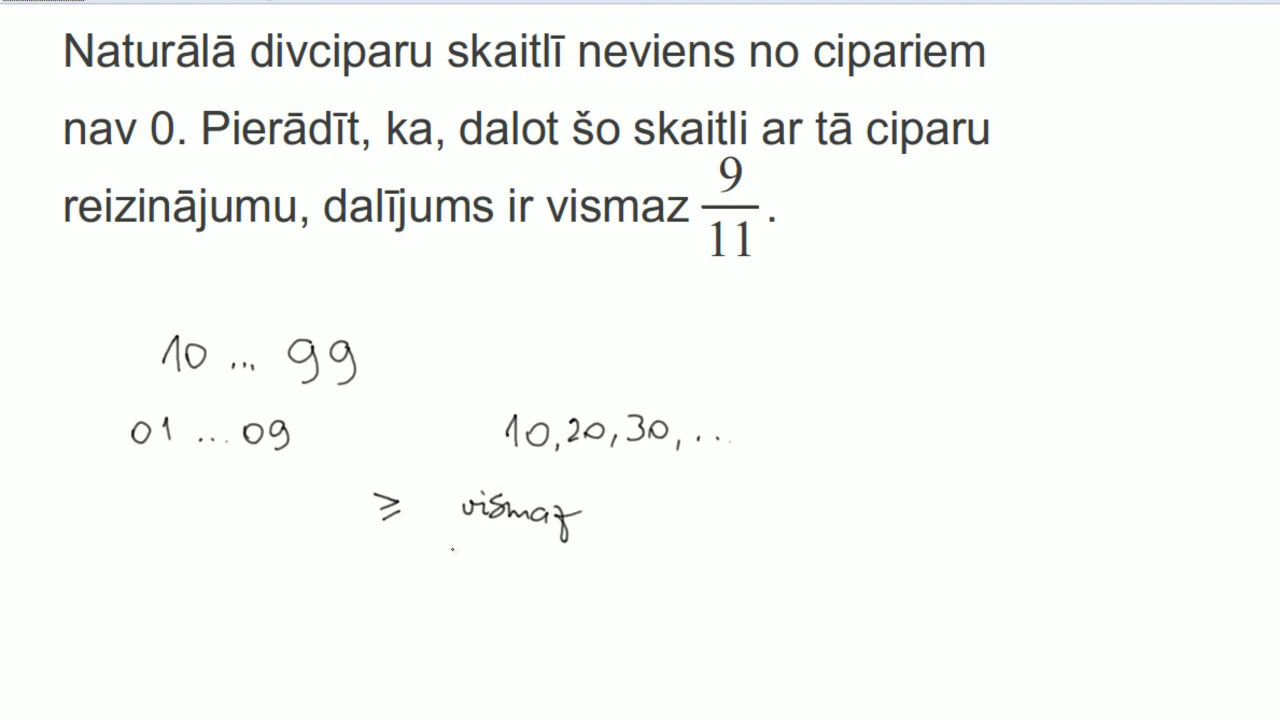 Naturālā divciparu skaitlī neviens no cipariem
nav 0. Pierādīt, ka, dalot šo skaitli ar tā ciparu
reizinājumu, dalījums ir vismaz 9/11.
10 ... 99
01 ... 09 10, 20, 30, ...
≥ vismaz